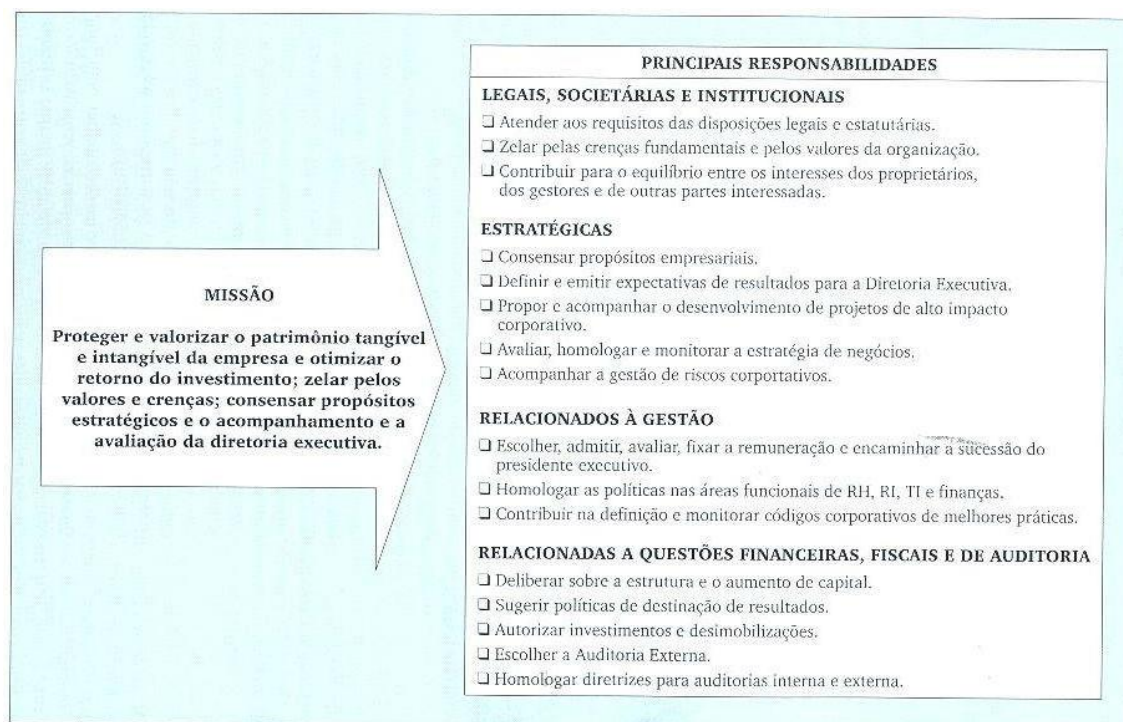 MISSÃO
Proteger e valorizar o patrimônio tangível
e intangível da empresa e otimizar o
retorno do investimento; zelar pelos
valores e crenças; consensar propósitos
estratégicos e o acompanhamento e a
avaliação da diretoria executiva.
PRINCIPAIS RESPONSABILIDADES
LEGAIS, SOCIETÁRIAS E INSTITUCIONAIS
❑ Atender aos requisitos das disposições legais e estatutárias.
❑ Zelar pelas crenças fundamentais e pelos valores da organização.
❑ Contribuir para o equilíbrio entre os interesses dos proprietários,
dos gestores e de outras partes interessadas.
ESTRATÉGICAS
❑ Consensar propósitos empresariais.
❑ Definir e emitir expectativas de resultados para a Diretoria Executiva.
❑ Propor e acompanhar o desenvolvimento de projetos de alto impacto
corporativo.
❑ Avaliar, homologar e monitorar a estratégia de negócios.
❑ Acompanhar a gestão de riscos corportativos.
RELACIONADOS À GESTÃO
❑ Escolher, admitir, avaliar, fixar a remuneração e encaminhar a sucessão do
presidente executivo.
❑ Homologar as políticas nas áreas funcionais de RH, RI, TI e finanças.
❑ Contribuir na definição e monitorar códigos corporativos de melhores práticas.
RELACIONADAS A QUESTÕES FINANCEIRAS, FISCAIS E DE AUDITORIA
❑ Deliberar sobre a estrutura e o aumento de capital.
❑ Sugerir políticas de destinação de resultados.
❑ Autorizar investimentos e desimobilizações.
❑ Escolher a Auditoria Externa.
❑ Homologar diretrizes para auditorias interna e externa.